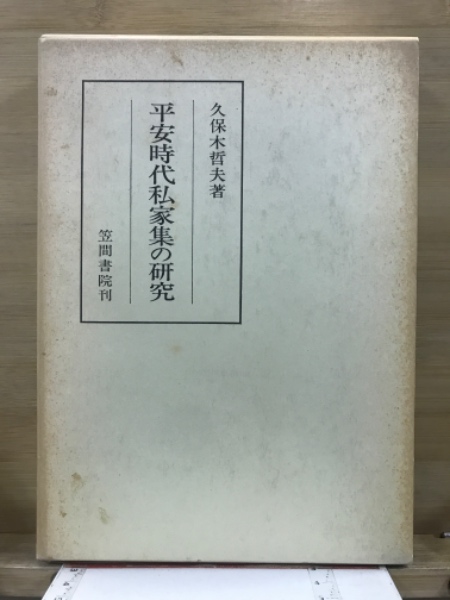 久保木哲夫著
平安時代私家集の研究
笠間書院刊